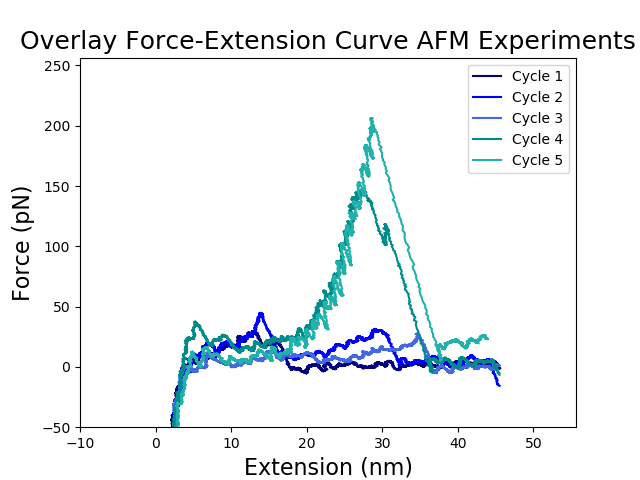 Overlay Force-Extension Curve AFM Experiments
250
200
150
100
50
0
−50
Force (pN)
Cycle 1
Cycle 2
Cycle 3
Cycle 4
Cycle 5
−10
0
10
20
30
40
50
Extension (nm)